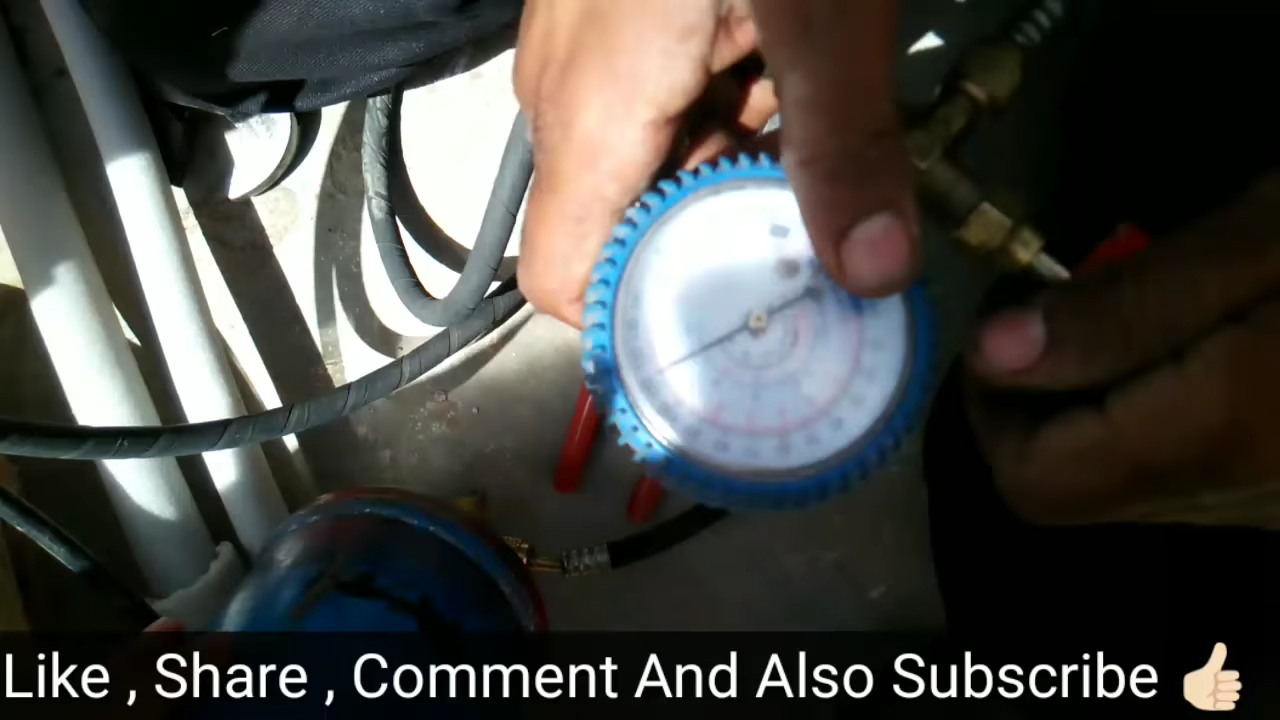 Like , Share , Comment And Also Subscribe 👍🏻